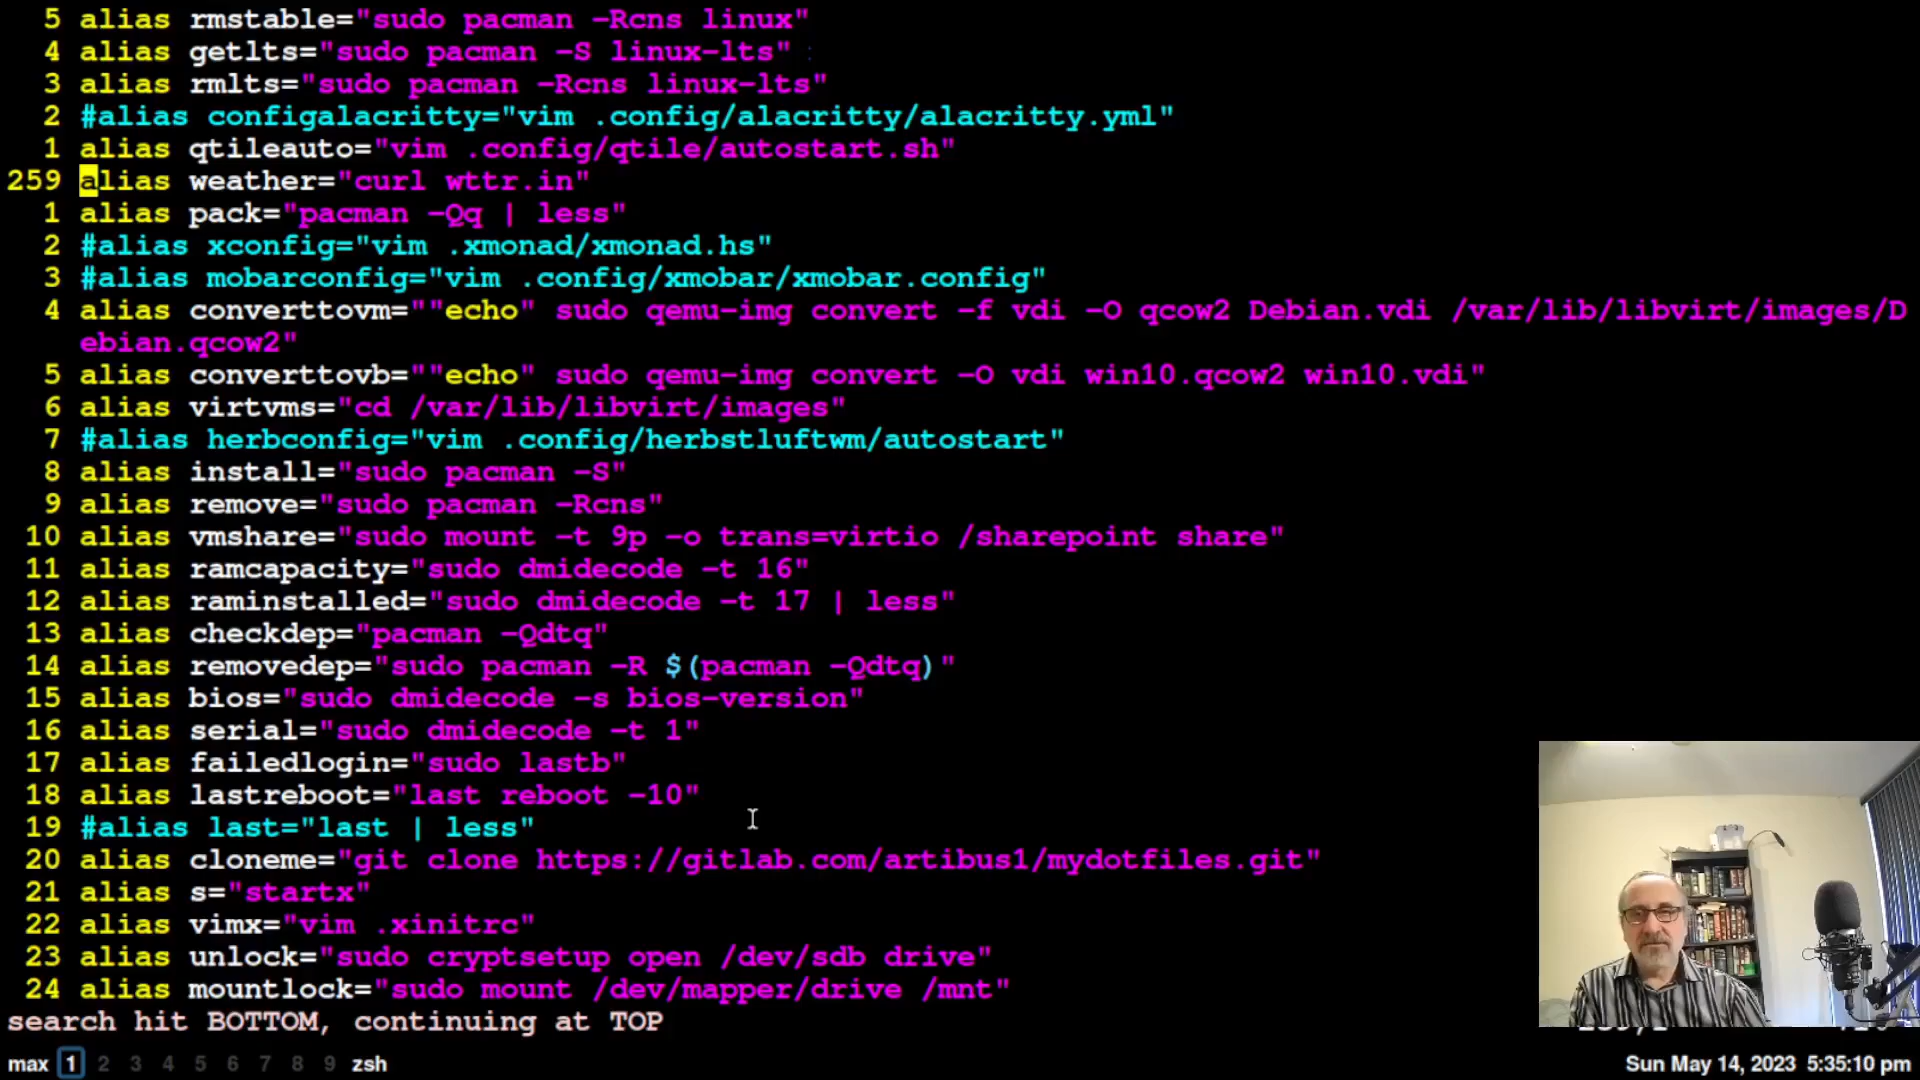 5 alias rmstable="sudo pacman -Rcns linux"
4 alias getlts="sudo pacman -S linux-lts"
3 alias rmlts="sudo pacman -Rcns linux-lts"
2 #alias configalacritty="vim .config/alacritty/alacritty.yml"
1 alias qtileauto="vim .config/qtile/autostart.sh"
259 alias weather="curl wttr.in"
1 alias pack="pacman -Qq | less"
2 #alias xconfig="vim .xmonad/xmonad.hs"
3 #alias mobarconfig="vim .config/xmobar/xmobar.config"
4 alias converttovm=""echo" sudo qemu-img convert -f vdi -O qcow2 Debian.vdi /var/lib/libvirt/images/D
ebian.qcow2"
5 alias converttovb=""echo" sudo qemu-img convert -O vdi win10.qcow2 win10.vdi"
6 alias virtvms="cd /var/lib/libvirt/images"
7 #alias herbconfig="vim .config/herbstluftwm/autostart"
8 alias install="sudo pacman -S"
9 alias remove="sudo pacman -Rcns"
10 alias vmshare="sudo mount -t 9p -o trans=virtio /sharepoint share"
11 alias ramcapacity="sudo dmidecode -t 16"
12 alias raminstalled="sudo dmidecode -t 17 | less"
13 alias checkdep="pacman -Qdtq"
14 alias removedep="sudo pacman -R $(pacman -Qdtq)"
15 alias bios="sudo dmidecode -s bios-version"
16 alias serial="sudo dmidecode -t 1"
17 alias failedlogin="sudo lastb"
18 alias lastreboot="last reboot -10"
19 #alias last="last | less"
20 alias cloneme="git clone https://gitlab.com/artibus1/mydotfiles.git"
21 alias s="startx"
22 alias vimx="vim .xinitrc"
23 alias unlock="sudo cryptsetup open /dev/sdb drive"
24 alias mountlock="sudo mount /dev/mapper/drive /mnt"
search hit BOTTOM, continuing at TOP
max 1 2 3 4 5 6 7 8 9 zsh
Sun May 14, 2023 5:35:10 pm